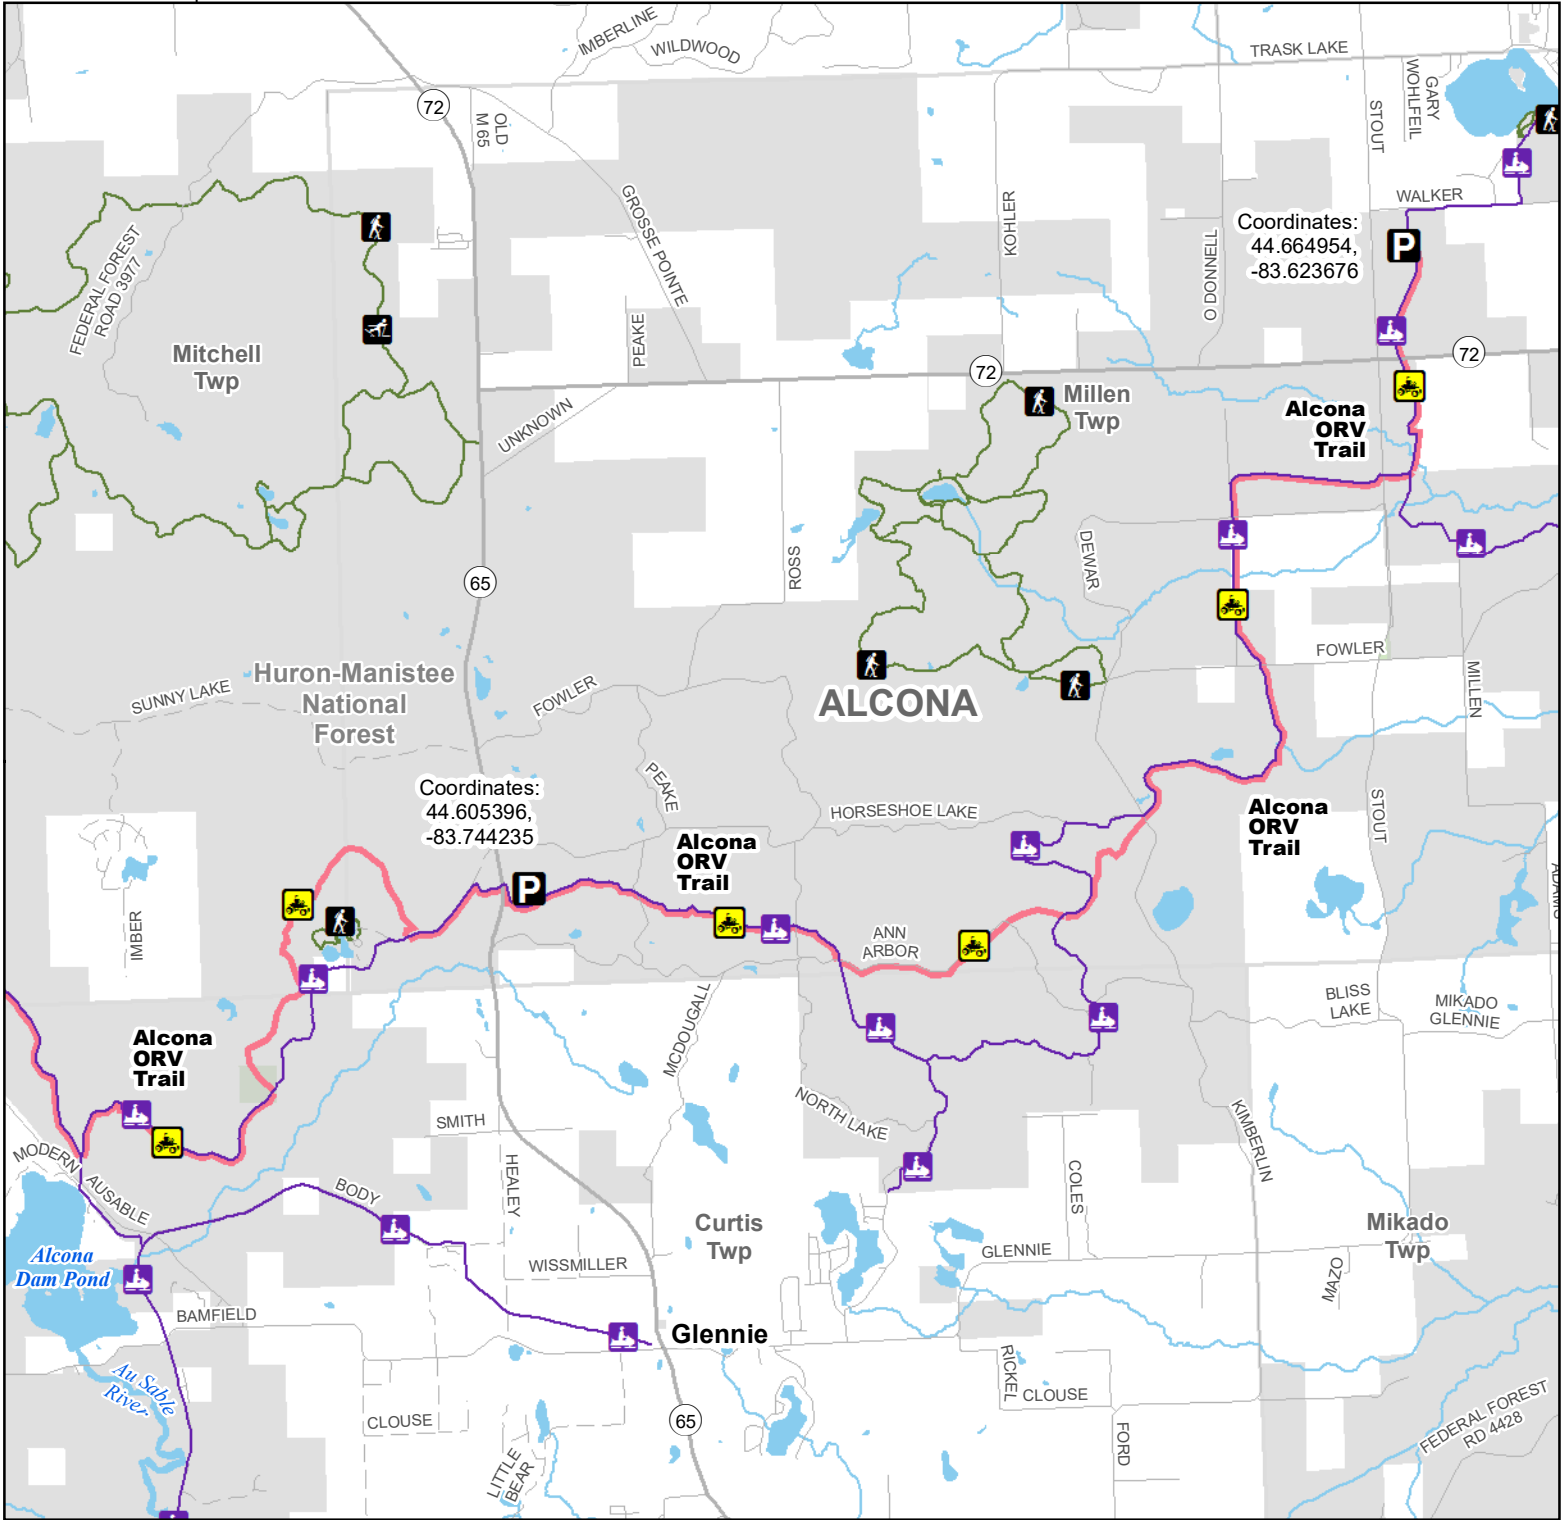 IMBERLINE
WILDWOOD
TRASK LAKE
72
OLD
M 65
STOUT
GARY
WOHLFEIL
WALKER
GROSSE POINTE
KOHLER
O DONNELL
Coordinates:
44.664954,
-83.623676
P
FEDERAL FOREST
ROAD 3977
Mitchell
Twp
PEAKE
72
72
Millen
Twp
UNKNOWN
Alcona
ORV
Trail
ROSS
DEWAR
65
FOWLER
MILLEN
Huron-Manistee
National
Forest
SUNNY LAKE
FOWLER
ALCONA
Coordinates:
44.605396,
-83.744235
PEAKE
HORSESHOE LAKE
STOUT
Alcona
ORV
Trail
Alcona
ORV
Trail
P
ADAMS
IMBER
ANN
ARBOR
BLISS
LAKE
MIKADO
GLENNIE
MCDOUGALL
Alcona
ORV
Trail
SMITH
NORTH LAKE
KIMBERLIN
MODERN
AUSABLE
BODY
HEALEY
COLES
Curtis
Twp
Mikado
Twp
Alcona
Dam Pond
WISSMILLER
GLENNIE
MAZO
BAMFIELD
Glennie
Au Sable
River
RICKEL
CLOUSE
CLOUSE
65
FORD
FEDERAL FOREST
RD 4428
LITTLE
BEAR